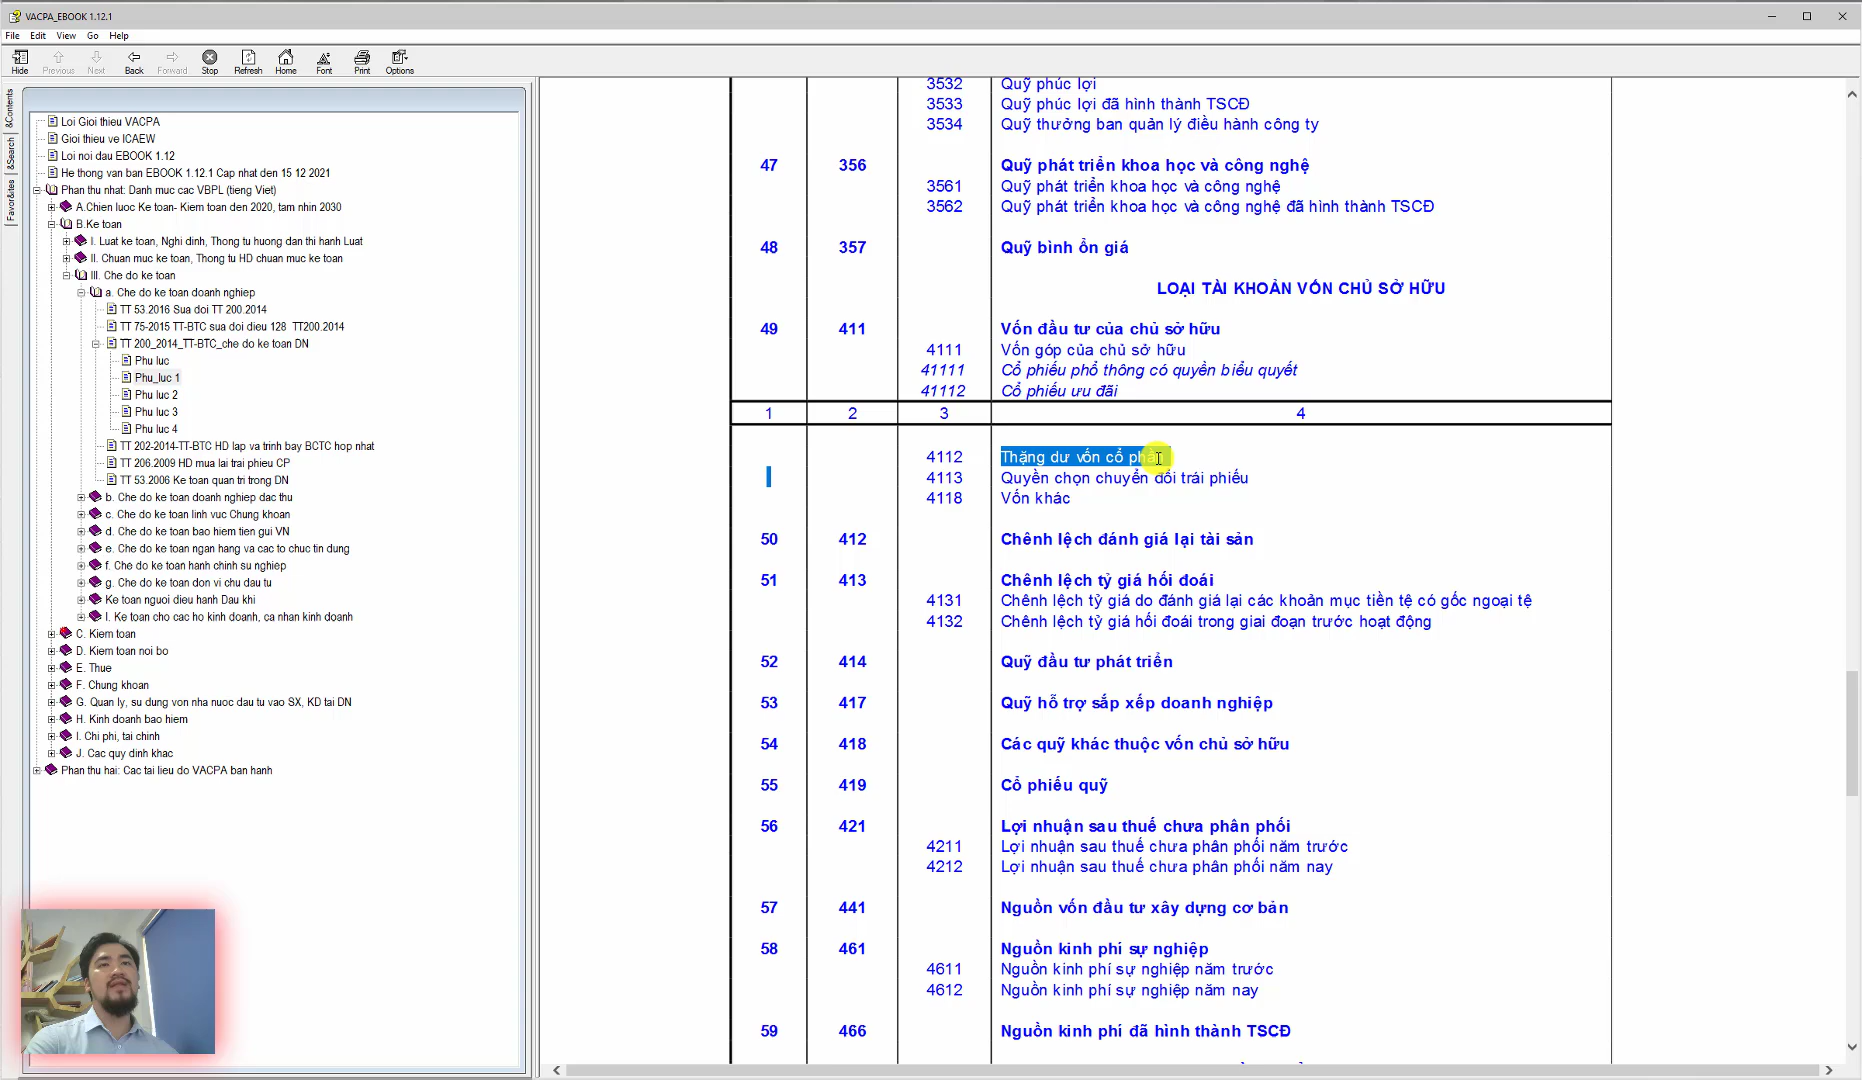 VACPA_EBOOK 1.12.1
File Edit View Go Help
Hide Previous Next Back Forward Stop Refresh Home Font Print Options
&Contents
&Search
Favor&ites
Loi Gioi thieu VACPA
Gioi thieu ve ICAEW
Loi noi dau EBOOK 1.12
He thong van ban EBOOK 1.12.1 Cap nhat den 15 12 2021
Phan thu nhat: Danh muc cac VBPL (tieng Viet)
A.Chien luoc Ke toan- Kiem toan den 2020, tam nhin 2030
B.Ke toan
I. Luat ke toan, Nghi dinh, Thong tu huong dan thi hanh Luat
II. Chuan muc ke toan, Thong tu HD chuan muc ke toan
III. Che do ke toan
a. Che do ke toan doanh nghiep
TT 53.2016 Sua doi TT 200.2014
TT 75-2015 TT-BTC sua doi dieu 128 TT200.2014
TT 200_2014_TT-BTC_che do ke toan DN
Phu luc
Phu_luc 1
Phu luc 2
Phu luc 3
Phu luc 4
TT 202-2014-TT-BTC HD lap va trinh bay BCTC hop nhat
TT 206.2009 HD mua lai trai phieu CP
TT 53.2006 Ke toan quan tri trong DN
b. Che do ke toan doanh nghiep dac thu
c. Che do ke toan linh vuc Chung khoan
d. Che do ke toan bao hiem tien gui VN
e. Che do ke toan ngan hang va cac to chuc tin dung
f. Che do ke toan hanh chinh su nghiep
g. Che do ke toan don vi chu dau tu
Ke toan nguoi dieu hanh Dau khi
I. Ke toan cho cac ho kinh doanh, ca nhan kinh doanh
C. Kiem toan
D. Kiem toan noi bo
E. Thue
F. Chung khoan
G. Quan ly, su dung von nha nuoc dau tu vao SX, KD tai DN
H. Kinh doanh bao hiem
I. Chi phi, tai chinh
J. Cac quy dinh khac
Phan thu hai: Cac tai lieu do VACPA ban hanh
3532 Quỹ phúc lợi
3533 Quỹ phúc lợi đã hình thành TSCĐ
3534 Quỹ thưởng ban quản lý điều hành công ty
47 356 Quỹ phát triển khoa học và công nghệ
3561 Quỹ phát triển khoa học và công nghệ
3562 Quỹ phát triển khoa học và công nghệ đã hình thành TSCĐ
48 357 Quỹ bình ổn giá
LOẠI TÀI KHOẢN VỐN CHỦ SỞ HỮU
49 411 Vốn đầu tư của chủ sở hữu
4111 Vốn góp của chủ sở hữu
41111 Cổ phiếu phổ thông có quyền biểu quyết
41112 Cổ phiếu ưu đãi
1 2 3 4
4112 Thặng dư vốn cổ phần
4113 Quyền chọn chuyển đổi trái phiếu
4118 Vốn khác
50 412 Chênh lệch đánh giá lại tài sản
51 413 Chênh lệch tỷ giá hối đoái
4131 Chênh lệch tỷ giá do đánh giá lại các khoản mục tiền tệ có gốc ngoại tệ
4132 Chênh lệch tỷ giá hối đoái trong giai đoạn trước hoạt động
52 414 Quỹ đầu tư phát triển
53 417 Quỹ hỗ trợ sắp xếp doanh nghiệp
54 418 Các quỹ khác thuộc vốn chủ sở hữu
55 419 Cổ phiếu quỹ
56 421 Lợi nhuận sau thuế chưa phân phối
4211 Lợi nhuận sau thuế chưa phân phối năm trước
4212 Lợi nhuận sau thuế chưa phân phối năm nay
57 441 Nguồn vốn đầu tư xây dựng cơ bản
58 461 Nguồn kinh phí sự nghiệp
4611 Nguồn kinh phí sự nghiệp năm trước
4612 Nguồn kinh phí sự nghiệp năm nay
59 466 Nguồn kinh phí đã hình thành TSCĐ